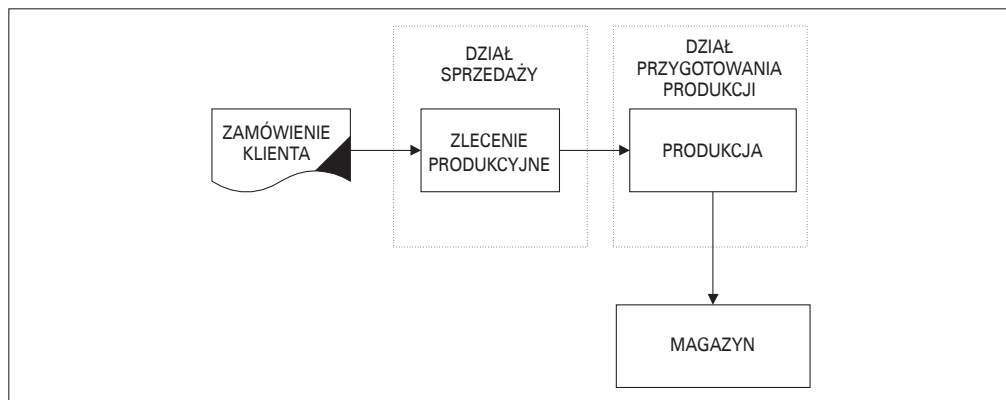 DZIAŁ
SPRZEDAŻY
DZIAŁ
PRZYGOTOWANIA
PRODUKCJI
ZAMÓWIENIE
KLIENTA
ZLECENIE
PRODUKCYJNE
PRODUKCJA
MAGAZYN